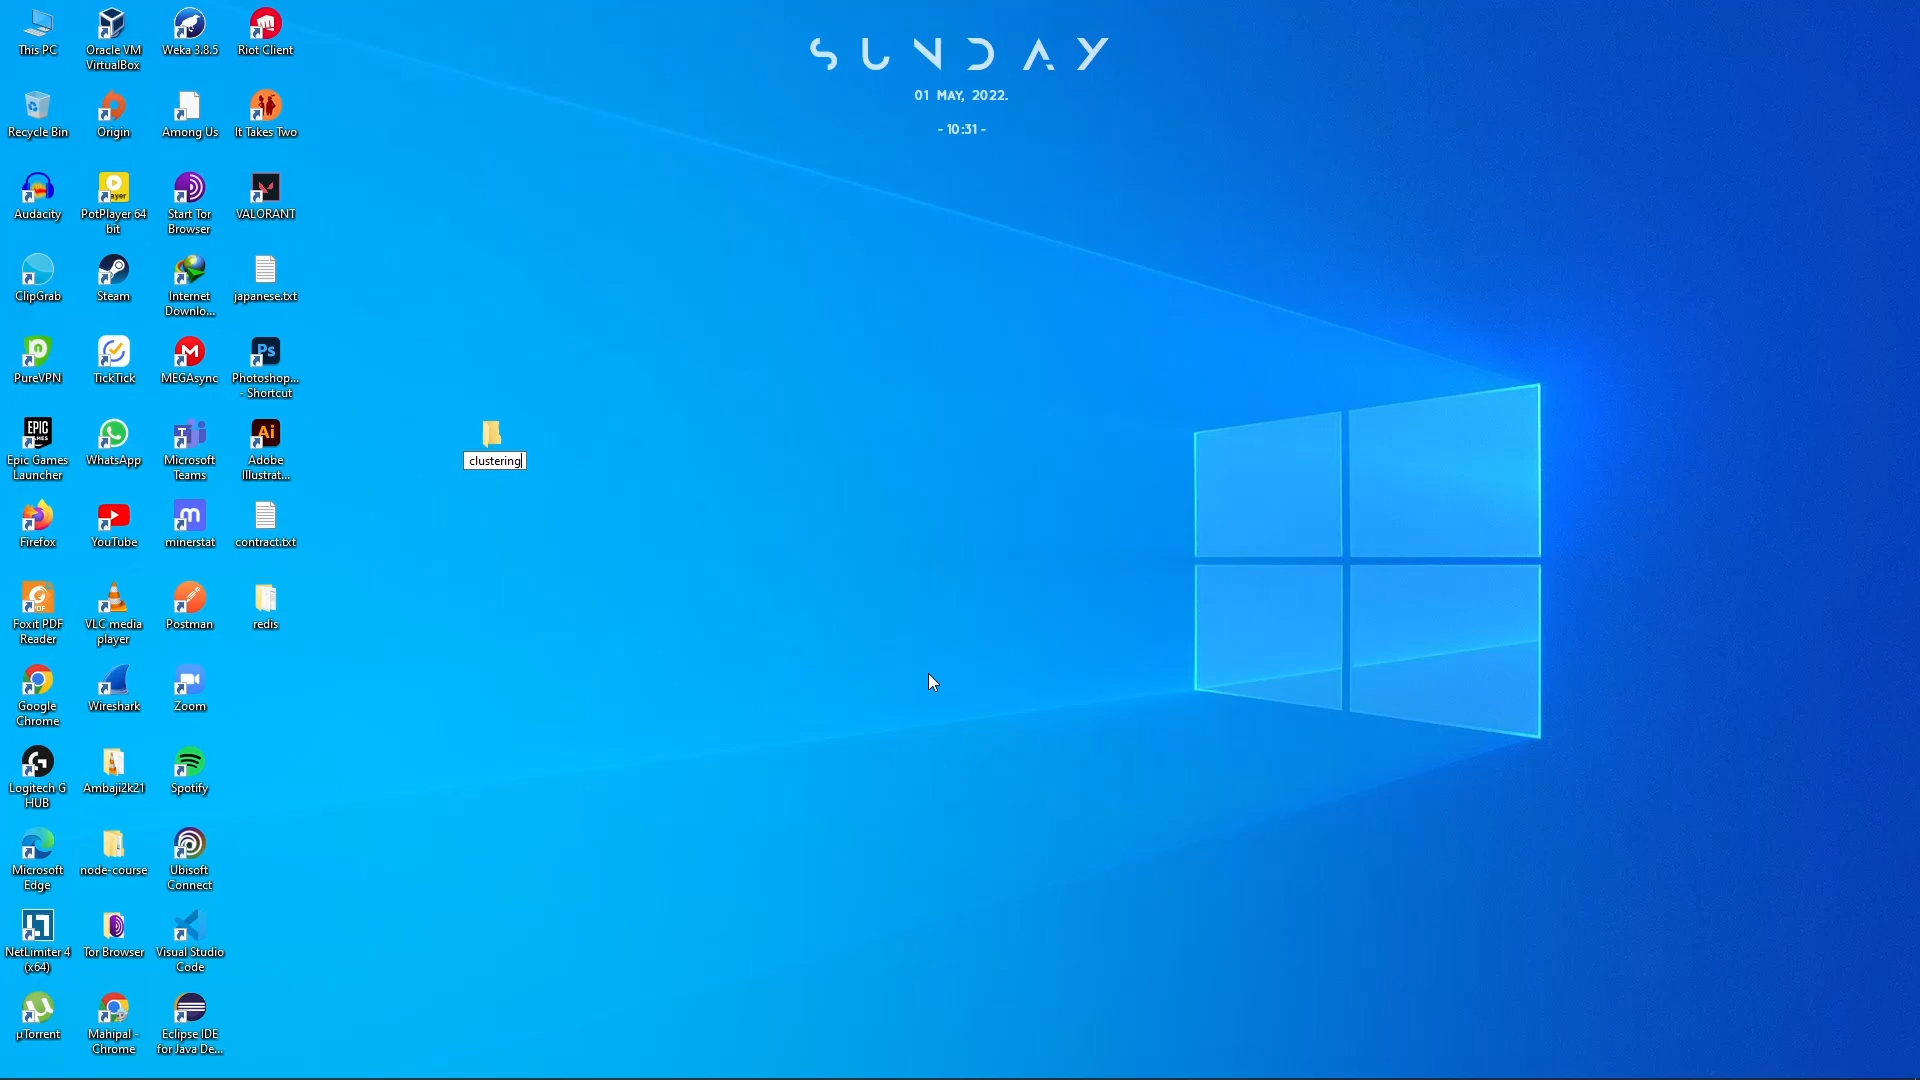 SUNDAY
01 MAY, 2022.
- 10:31 -
This PC
Oracle VM
VirtualBox
Weka 3.8.5
Riot Client
Recycle Bin
Origin
Among Us
It Takes Two
Audacity
PotPlayer 64
bit
Start Tor
Browser
VALORANT
ClipGrab
Steam
Internet
Downlo...
japanese.txt
PureVPN
TickTick
MEGAsync
Photoshop...
- Shortcut
Epic Games
Launcher
WhatsApp
Microsoft
Teams
Adobe
Illustrat...
clustering
Firefox
YouTube
minerstat
contract.txt
Foxit PDF
Reader
VLC media
player
Postman
redis
Google
Chrome
Wireshark
Zoom
Logitech G
HUB
Ambaji2k21
Spotify
Microsoft
Edge
node-course
Ubisoft
Connect
NetLimiter 4
(x64)
Tor Browser
Visual Studio
Code
µTorrent
Mahipal -
Chrome
Eclipse IDE
for Java De...